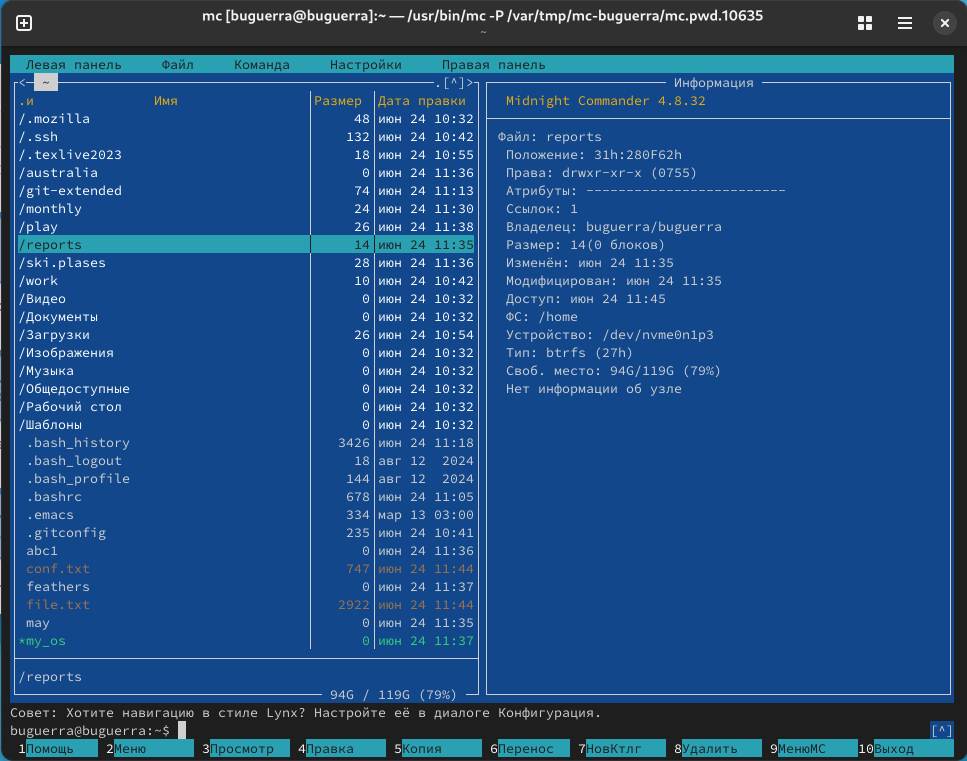 mc [buguerra@buguerra]:~ — /usr/bin/mc -P /var/tmp/mc-buguerra/mc.pwd.10635
~
Левая панель Файл Команда Настройки Правая панель
<─ ~ ─.[^]>
.и Имя Размер Дата правки
/.mozilla 48 июн 24 10:32
/.ssh 132 июн 24 10:42
/.texlive2023 18 июн 24 10:55
/australia 0 июн 24 11:36
/git-extended 74 июн 24 11:13
/monthly 24 июн 24 11:30
/play 26 июн 24 11:38
/reports 14 июн 24 11:35
/ski.plases 28 июн 24 11:36
/work 10 июн 24 10:42
/Видео 0 июн 24 10:32
/Документы 0 июн 24 10:32
/Загрузки 26 июн 24 10:54
/Изображения 0 июн 24 10:32
/Музыка 0 июн 24 10:32
/Общедоступные 0 июн 24 10:32
/Рабочий стол 0 июн 24 10:32
/Шаблоны 0 июн 24 10:32
.bash_history 3426 июн 24 11:18
.bash_logout 18 авг 12 2024
.bash_profile 144 авг 12 2024
.bashrc 678 июн 24 11:05
.emacs 334 мар 13 03:00
.gitconfig 235 июн 24 10:41
abc1 0 июн 24 11:36
conf.txt 747 июн 24 11:44
feathers 0 июн 24 11:37
file.txt 2922 июн 24 11:44
may 0 июн 24 11:35
*my_os 0 июн 24 11:37
/reports
94G / 119G (79%)
Информация
Midnight Commander 4.8.32
Файл: reports
Положение: 31h:280F62h
Права: drwxr-xr-x (0755)
Атрибуты: -------------------------
Ссылок: 1
Владелец: buguerra/buguerra
Размер: 14(0 блоков)
Изменён: июн 24 11:35
Модифицирован: июн 24 11:35
Доступ: июн 24 11:45
ФС: /home
Устройство: /dev/nvme0n1p3
Тип: btrfs (27h)
Своб. место: 94G/119G (79%)
Нет информации об узле
Совет: Хотите навигацию в стиле Lynx? Настройте её в диалоге Конфигурация.
buguerra@buguerra:~$ [^]
1Помощь 2Меню 3Просмотр 4Правка 5Копия 6Перенос 7НовКтлг 8Удалить 9МенюМС 10Выход